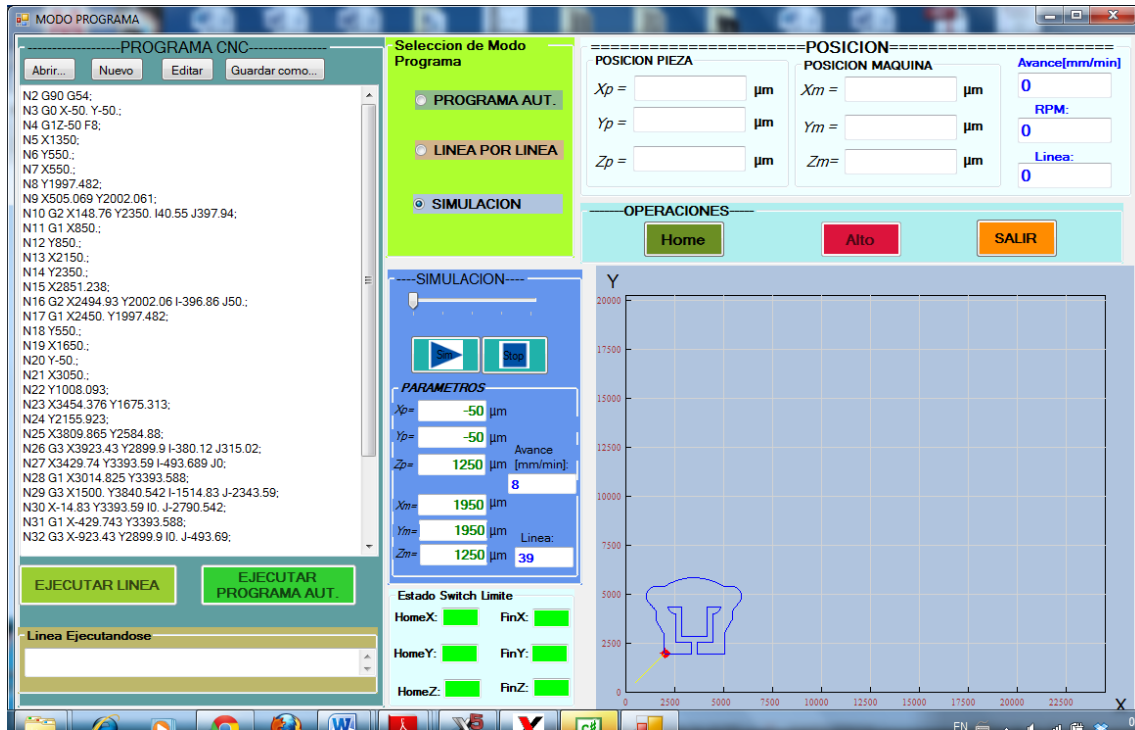 MODO PROGRAMA
-----------------PROGRAMA CNC--------------
Abrir... Nuevo Editar Guardar como...
N2 G90 G54;
N3 G0 X-50. Y-50.;
N4 G1Z-50 F8;
N5 X1350;
N6 Y550.;
N7 X550.;
N8 Y1997.482;
N9 X505.069 Y2002.061;
N10 G2 X148.76 Y2350. I40.55 J397.94;
N11 G1 X850.;
N12 Y850.;
N13 X2150.;
N14 Y2350.;
N15 X2851.238;
N16 G2 X2494.93 Y2002.06 I-396.86 J50.;
N17 G1 X2450. Y1997.482;
N18 Y550.;
N19 X1650.;
N20 Y-50.;
N21 X3050.;
N22 Y1008.093;
N23 X3454.376 Y1675.313;
N24 Y2155.923;
N25 X3809.865 Y2584.88;
N26 G3 X3923.43 Y2899.9 I-380.12 J315.02;
N27 X3429.74 Y3393.59 I-493.689 J0;
N28 G1 X3014.825 Y3393.588;
N29 G3 X1500. Y3840.542 I-1514.83 J-2343.59;
N30 X-14.83 Y3393.59 I0. J-2790.542;
N31 G1 X-429.743 Y3393.588;
N32 G3 X-923.43 Y2899.9 I0. J-493.69;
EJECUTAR LINEA
EJECUTAR
PROGRAMA AUT.
Linea Ejecutandose
Seleccion de Modo
Programa
PROGRAMA AUT.
LINEA POR LINEA
SIMULACION
----SIMULACION----
Sim Stop
PARAMETROS
Xp= -50 µm
Yp= -50 µm
Zp= 1250 µm
Avance
[mm/min]:
8
Xm= 1950 µm
Ym= 1950 µm
Zm= 1250 µm
Linea:
39
Estado Switch Limite
HomeX: FinX:
HomeY: FinY:
HomeZ: FinZ:
=======================POSICION=========================
POSICION PIEZA
Xp = µm
Yp = µm
Zp = µm
POSICION MAQUINA
Xm = µm
Ym = µm
Zm= µm
Avance[mm/min]
0
RPM:
0
Linea:
0
------OPERACIONES-----
Home Alto SALIR
Y
20000
17500
15000
12500
10000
7500
5000
2500
0
0 2500 5000 7500 10000 12500 15000 17500 20000 22500
X
EN